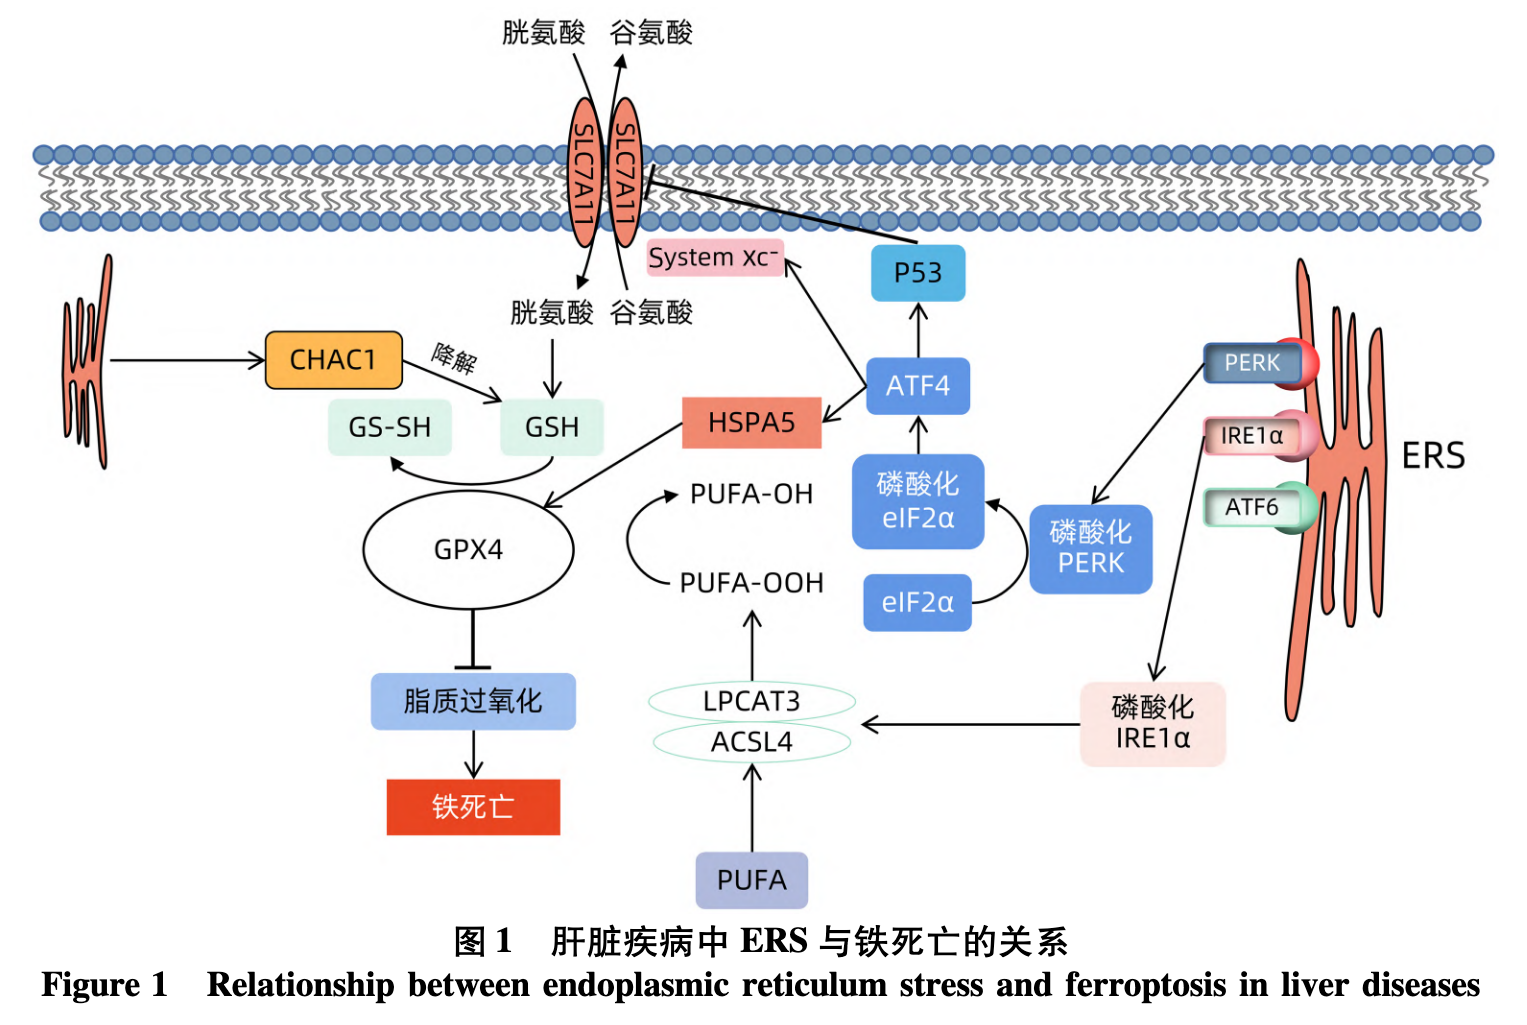 胱氨酸 谷氨酸
SLC7A11
SLC7A11
System Xc⁻
P53
胱氨酸 谷氨酸
CHAC1
降解
GS-SH
GSH
HSPA5
ATF4
PERK
IRE1α
ATF6
ERS
磷酸化
eIF2α
磷酸化
PERK
eIF2α
PUFA-OH
PUFA-OOH
GPX4
脂质过氧化
铁死亡
LPCAT3
ACSL4
磷酸化
IRE1α
PUFA
图 1 肝脏疾病中 ERS 与铁死亡的关系
Figure 1 Relationship between endoplasmic reticulum stress and ferroptosis in liver diseases